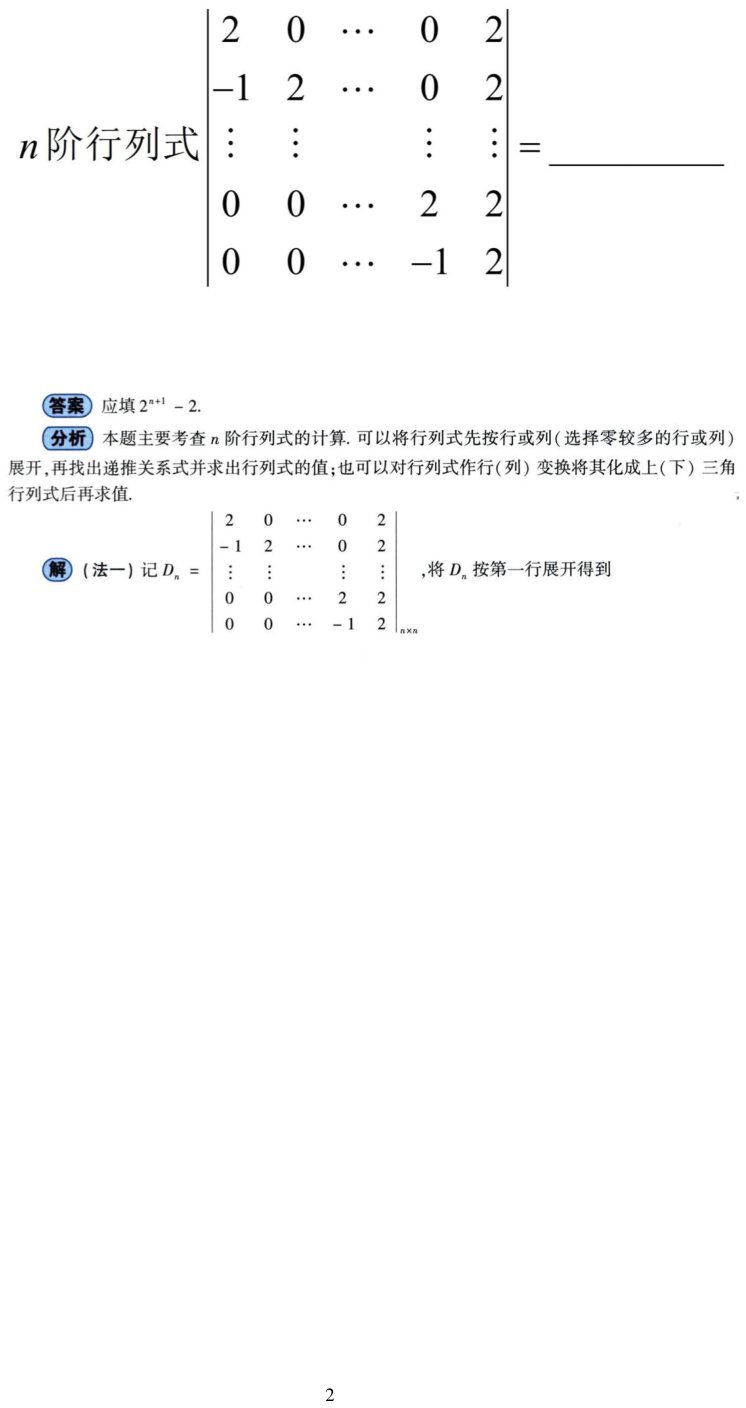 2 0 ⋯ 0 2
−1 2 ⋯ 0 2
n 阶行列式 ⋮ ⋮ ⋮ ⋮ = ________
0 0 ⋯ 2 2
0 0 ⋯ −1 2
答案 应填 2ⁿ⁺¹ − 2.
分析 本题主要考查 n 阶行列式的计算. 可以将行列式先按行或列(选择零较多的行或列)
展开,再找出递推关系式并求出行列式的值;也可以对行列式作行(列) 变换将其化成上(下) 三角
行列式后再求值.
2 0 ⋯ 0 2
−1 2 ⋯ 0 2
解 (法一) 记 Dₙ = ⋮ ⋮ ⋮ ⋮ ,将 Dₙ 按第一行展开得到
0 0 ⋯ 2 2
0 0 ⋯ −1 2 n×n
2